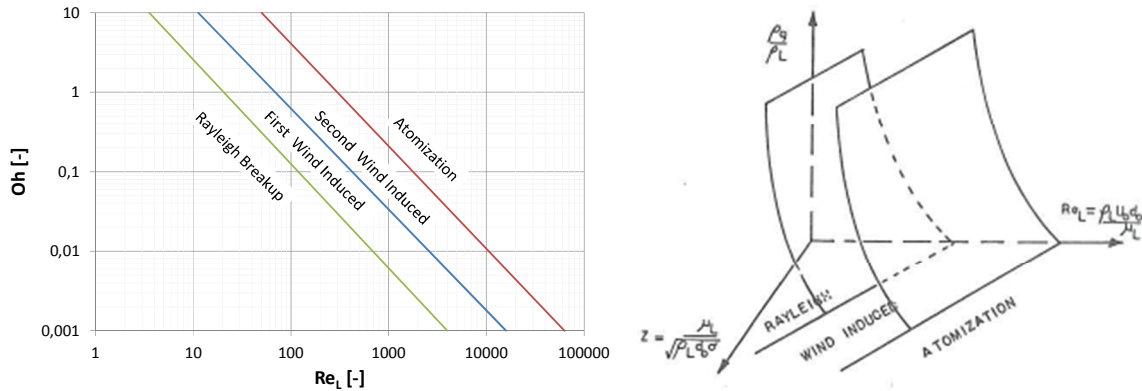 10
1
0,1
0,01
0,001
Oh [-]
Rayleigh Breakup
First Wind Induced
Second Wind Induced
Atomization
1
10
100
1000
10000
100000
Re_L [-]
ρg
ρL
Re_L = ρL U₀ d₀
μL
Z = μL
√ρL d₀ σ
RAYLEIGH
WIND INDUCED
ATOMIZATION